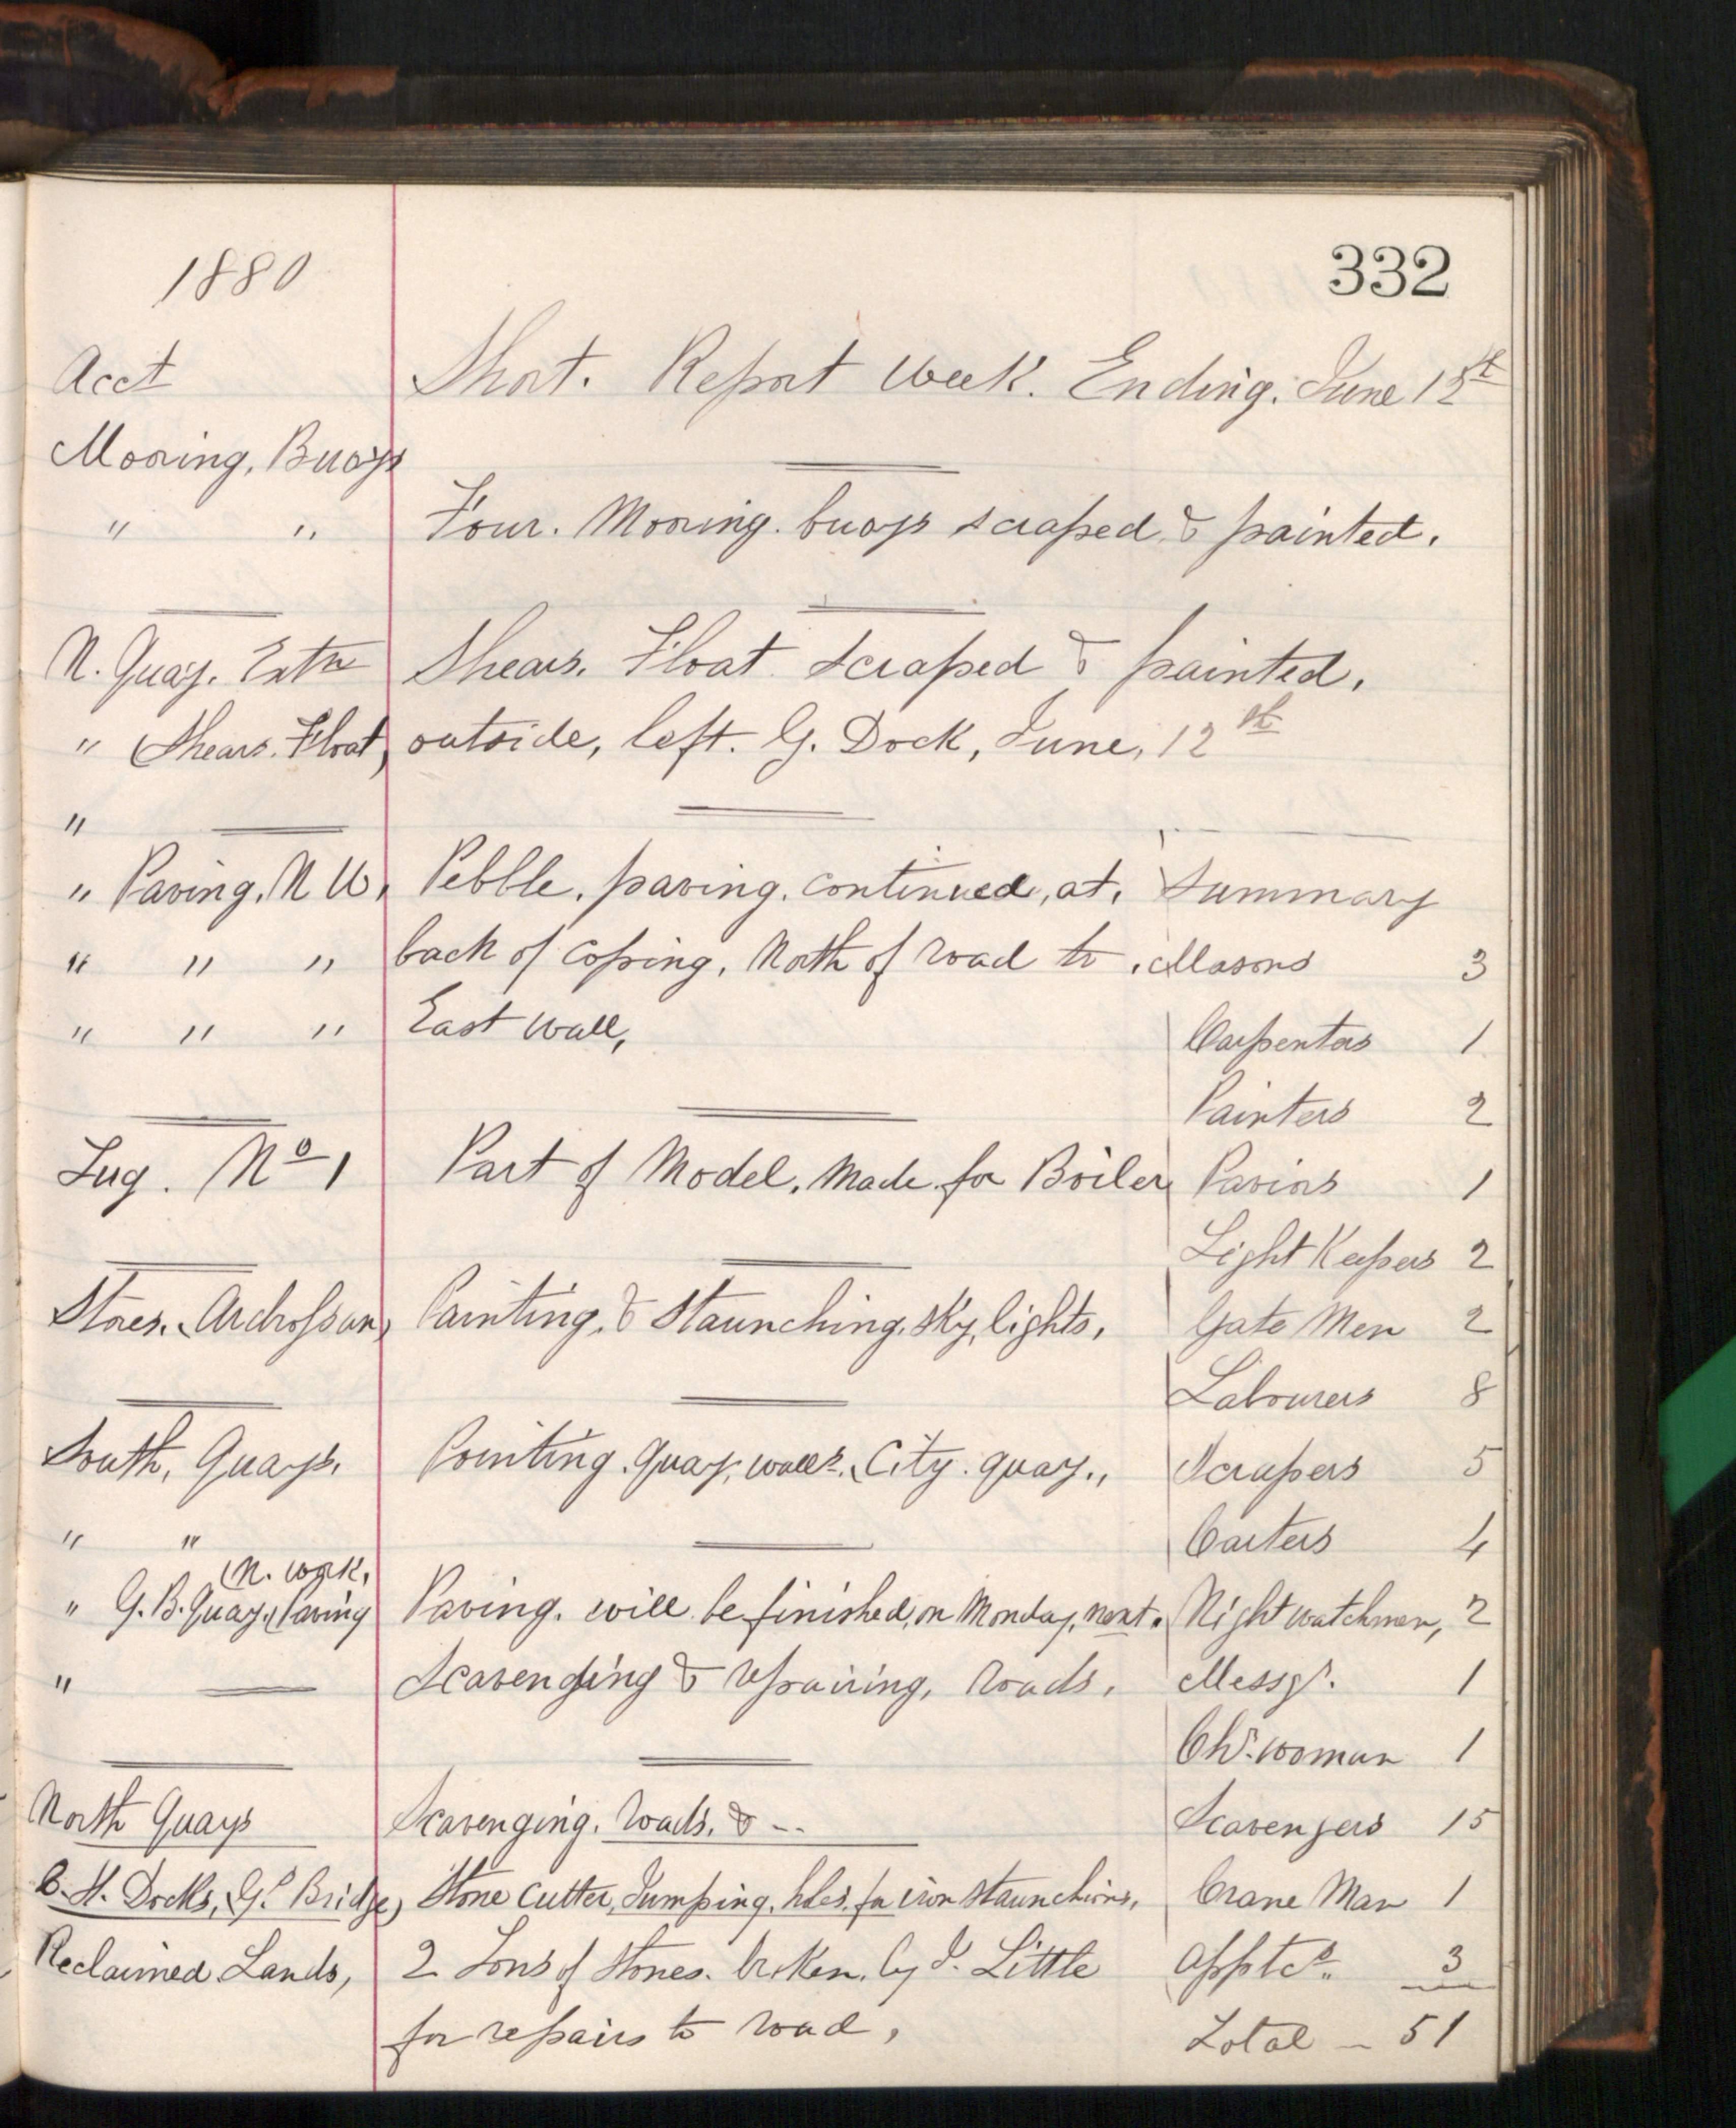 332
1880
Acct Short. Report Week. Ending. June 12th
Mooring, Buoys
" " Four. Mooring. buoys scraped & painted.
N. Quay. Extn Shears. Float. Scraped & painted.
" (Shears. Float) outside, left. G. Dock, June, 12th
"
" Paving. N W. Pebble. paving. continued, at. Summary
" " " back of coping. North of road to. Masons 3
" " " East wall, Carpenters 1
Painters 2
Tug. No 1 Part of Model. Made for Boiler Paviors 1
Light Keepers 2
Stores. Ardrossan, Painting. & Staunching. sky, lights. Gate Men 2
Labourers 8
South, Quays. Pointing. Quay. walls. City. quay., Scrapers 5
" " Carters 4
(N. work.
" G. B. Quay. Paving Paving. will be finished, on Monday, next. Night watchmen, 2
" Scavenging & repairing, roads. Messgr. 1
Chr. woman 1
North Quays Scavenging. roads. & -- Scavengers 15
C. H. Docks, Gt Bridge, Stone cutter, Jumping. holes. for iron staunchions. Crane Man 1
Reclaimed Lands, 2 Tons of Stones. broken. by J. Little Apptcs. 3
for repairs to road, Total - 51